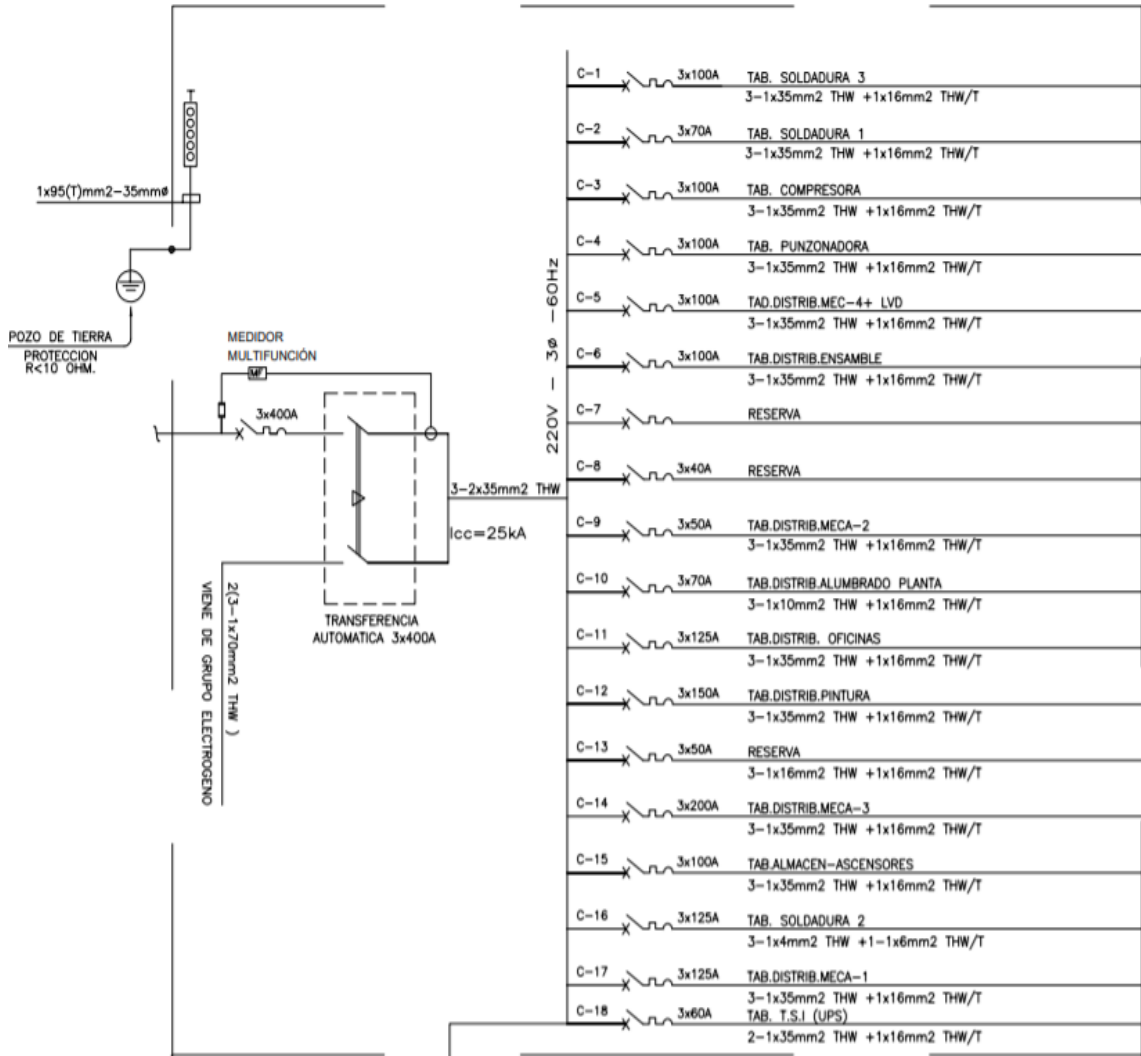 1x95(T)mm2-35mmø
POZO DE TIERRA
PROTECCION
R<10 OHM.
MEDIDOR
MULTIFUNCIÓN
MF
3x400A
TRANSFERENCIA
AUTOMATICA 3x400A
2(3-1x70mm2 THW )
VIENE DE GRUPO ELECTROGENO
3-2x35mm2 THW
Icc=25kA
220V - 3ø -60Hz
C-1 3x100A TAB. SOLDADURA 3
3-1x35mm2 THW +1x16mm2 THW/T
C-2 3x70A TAB. SOLDADURA 1
3-1x35mm2 THW +1x16mm2 THW/T
C-3 3x100A TAB. COMPRESORA
3-1x35mm2 THW +1x16mm2 THW/T
C-4 3x100A TAB. PUNZONADORA
3-1x35mm2 THW +1x16mm2 THW/T
C-5 3x100A TAD.DISTRIB.MEC-4+ LVD
3-1x35mm2 THW +1x16mm2 THW/T
C-6 3x100A TAB.DISTRIB.ENSAMBLE
3-1x35mm2 THW +1x16mm2 THW/T
C-7 RESERVA
C-8 3x40A RESERVA
C-9 3x50A TAB.DISTRIB.MECA-2
3-1x35mm2 THW +1x16mm2 THW/T
C-10 3x70A TAB.DISTRIB.ALUMBRADO PLANTA
3-1x10mm2 THW +1x16mm2 THW/T
C-11 3x125A TAB.DISTRIB. OFICINAS
3-1x35mm2 THW +1x16mm2 THW/T
C-12 3x150A TAB.DISTRIB.PINTURA
3-1x35mm2 THW +1x16mm2 THW/T
C-13 3x50A RESERVA
3-1x16mm2 THW +1x16mm2 THW/T
C-14 3x200A TAB.DISTRIB.MECA-3
3-1x35mm2 THW +1x16mm2 THW/T
C-15 3x100A TAB.ALMACEN-ASCENSORES
3-1x35mm2 THW +1x16mm2 THW/T
C-16 3x125A TAB. SOLDADURA 2
3-1x4mm2 THW +1-1x6mm2 THW/T
C-17 3x125A TAB.DISTRIB.MECA-1
3-1x35mm2 THW +1x16mm2 THW/T
C-18 3x60A TAB. T.S.I (UPS)
2-1x35mm2 THW +1x16mm2 THW/T